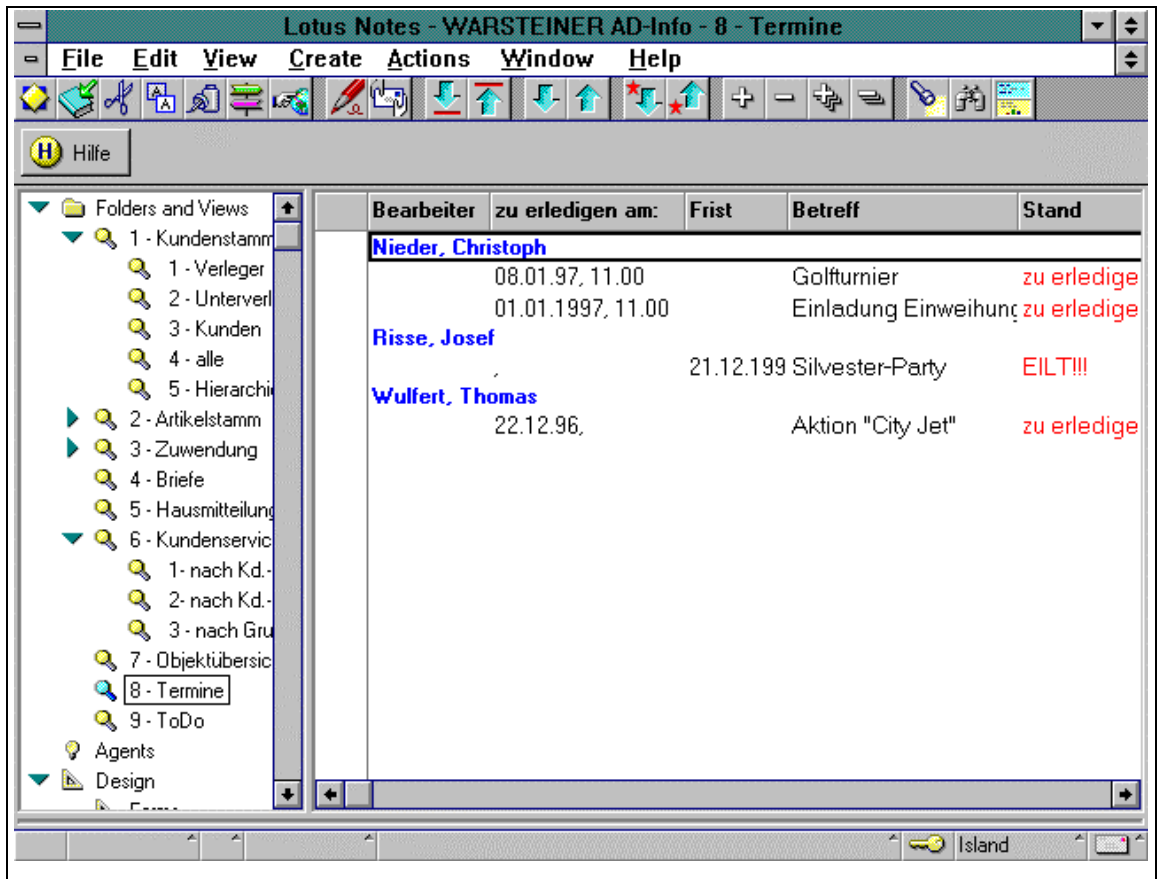 Lotus Notes - WARSTEINER AD-Info - 8 - Termine
File Edit View Create Actions Window Help
H Hilfe
Folders and Views
1 - Kundenstamm
1 - Verleger
2 - Unterverl
3 - Kunden
4 - alle
5 - Hierarchi
2 - Artikelstamm
3 - Zuwendung
4 - Briefe
5 - Hausmitteilung
6 - Kundenservic
1- nach Kd.-
2- nach Kd.-
3 - nach Gru
7 - Objektübersic
8 - Termine
9 - ToDo
Agents
Design
Bearbeiter zu erledigen am: Frist Betreff Stand
Nieder, Christoph
08.01.97, 11.00 Golfturnier zu erledige
01.01.1997, 11.00 Einladung Einweihung zu erledige
Risse, Josef
, 21.12.199 Silvester-Party EILT!!!
Wulfert, Thomas
22.12.96, Aktion "City Jet" zu erledige
Island